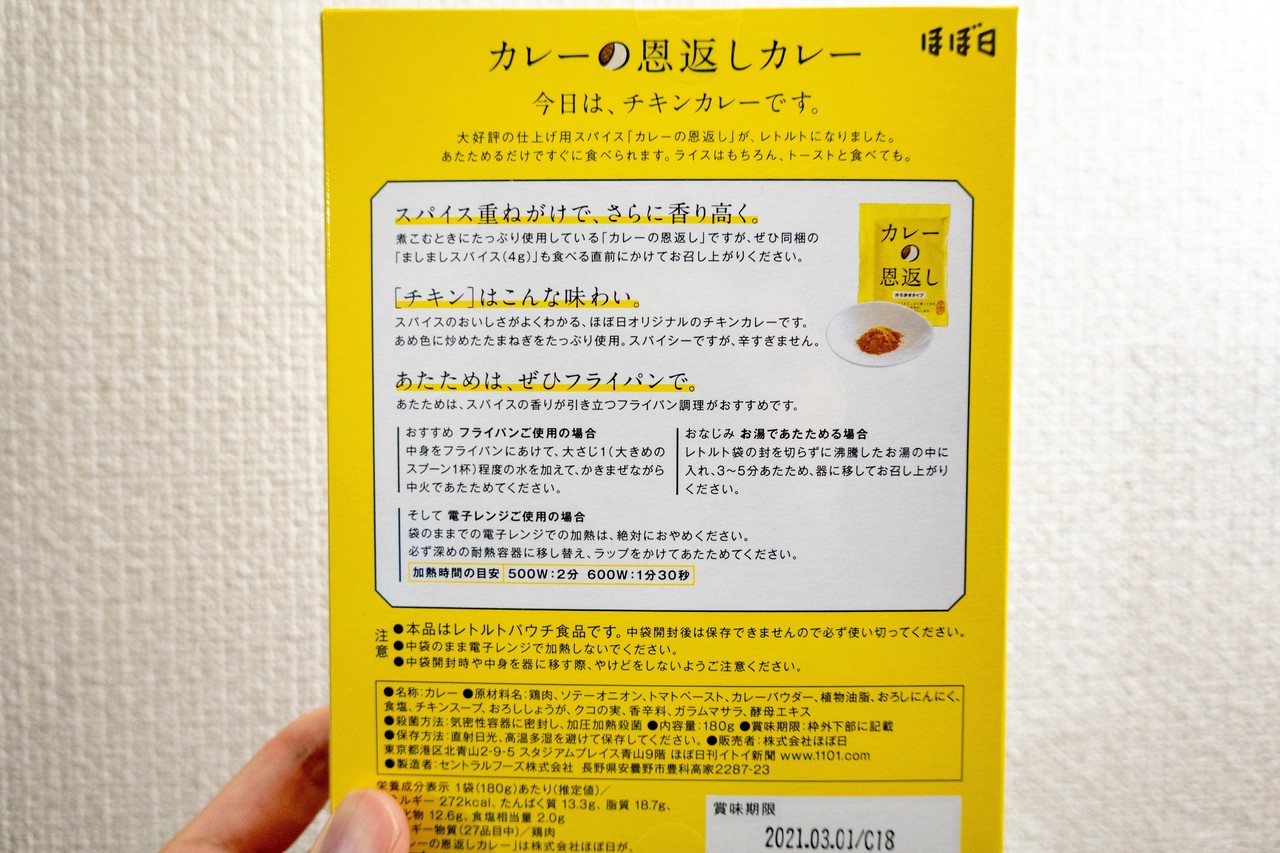 ほぼ日
カレーの恩返しカレー
今日は、チキンカレーです。
大好評の仕上げ用スパイス「カレーの恩返し」が、レトルトになりました。
あたためるだけですぐに食べられます。ライスはもちろん、トーストと食べても。
スパイス重ねがけで、さらに香り高く。
煮こむときにたっぷり使用している「カレーの恩返し」ですが、ぜひ同梱の
「ましましスパイス(4g)」も食べる直前にかけてお召し上がりください。
カレー
の
恩返し
[チキン]はこんな味わい。
スパイスのおいしさがよくわかる、ほぼ日オリジナルのチキンカレーです。
あめ色に炒めたたまねぎをたっぷり使用。スパイシーですが、辛すぎません。
あたためは、ぜひフライパンで。
あたためは、スパイスの香りが引き立つフライパン調理がおすすめです。
おすすめ フライパンご使用の場合
中身をフライパンにあけて、大さじ1(大きめの
スプーン1杯)程度の水を加えて、かきまぜながら
中火であたためてください。
おなじみ お湯であたためる場合
レトルト袋の封を切らずに沸騰したお湯の中に
入れ、3〜5分あたため、器に移してお召し上がり
ください。
そして 電子レンジご使用の場合
袋のままでの電子レンジでの加熱は、絶対におやめください。
必ず深めの耐熱容器に移し替え、ラップをかけてあたためてください。
加熱時間の目安 500W:2分 600W:1分30秒
注意
●本品はレトルトパウチ食品です。中袋開封後は保存できませんので必ず使い切ってください。
●中袋のまま電子レンジで加熱しないでください。
●中袋開封時や中身を器に移す際、やけどをしないようご注意ください。
●名称:カレー ●原材料名:鶏肉、ソテーオニオン、トマトペースト、カレーパウダー、植物油脂、おろしにんにく、
食塩、チキンスープ、おろししょうが、クコの実、香辛料、ガラムマサラ、酵母エキス
●殺菌方法:気密性容器に密封し、加圧加熱殺菌 ●内容量:180g ●賞味期限:枠外下部に記載
●保存方法:直射日光、高温多湿を避けて保存してください。 ●販売者:株式会社ほぼ日
東京都港区北青山2-9-5 スタジアムプレイス青山9階 ほぼ日刊イトイ新聞 www.1101.com
●製造者:セントラルフーズ株式会社 長野県安曇野市豊科高家2287-23
栄養成分表示 1袋(180g)あたり(推定値)/
ルギー 272kcal、たんぱく質 13.3g、脂質 18.7g、
化物 12.6g、食塩相当量 2.0g
ギー物質(27品目中)/鶏肉
ーの恩返しカレー」は株式会社ほぼ日が、
賞味期限
2021.03.01/C18